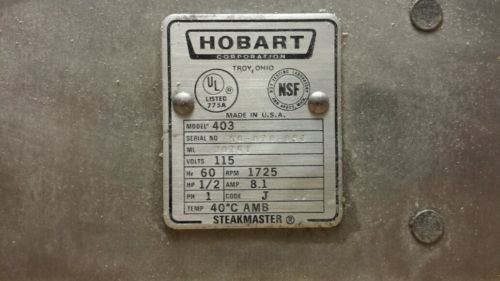 HOBART
CORPORATION
TROY, OHIO
UL
LISTED
775A
NSF
MADE IN U.S.A.
MODEL 403
SERIAL NO
ML
VOLTS 115
Hz 60 RPM 1725
HP 1/2 AMP 8.1
PH 1 CODE J
TEMP 40°C AMB
STEAKMASTER ®